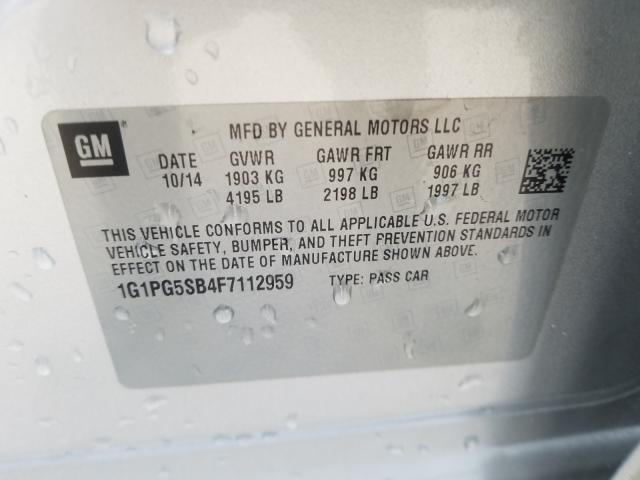 GM
MFD BY GENERAL MOTORS LLC
DATE GVWR GAWR FRT GAWR RR
10/14 1903 KG 997 KG 906 KG
4195 LB 2198 LB 1997 LB
THIS VEHICLE CONFORMS TO ALL APPLICABLE U.S. FEDERAL MOTOR
VEHICLE SAFETY, BUMPER, AND THEFT PREVENTION STANDARDS IN
EFFECT ON THE DATE OF MANUFACTURE SHOWN ABOVE.
1G1PG5SB4F7112959 TYPE: PASS CAR